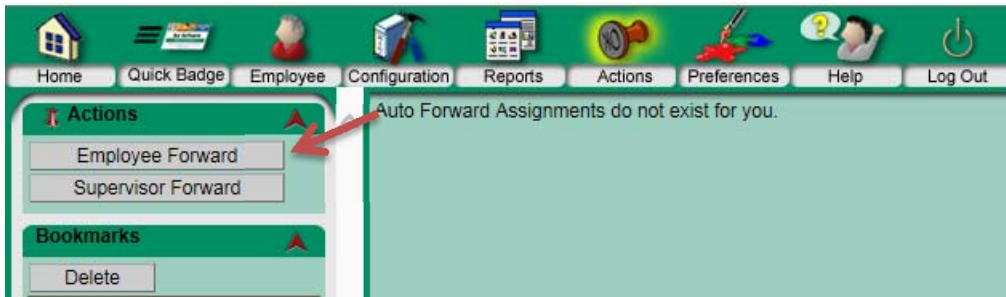 Home Quick Badge Employee Configuration Reports Actions Preferences Help Log Out
Actions
Employee Forward
Supervisor Forward
Bookmarks
Delete
Auto Forward Assignments do not exist for you.